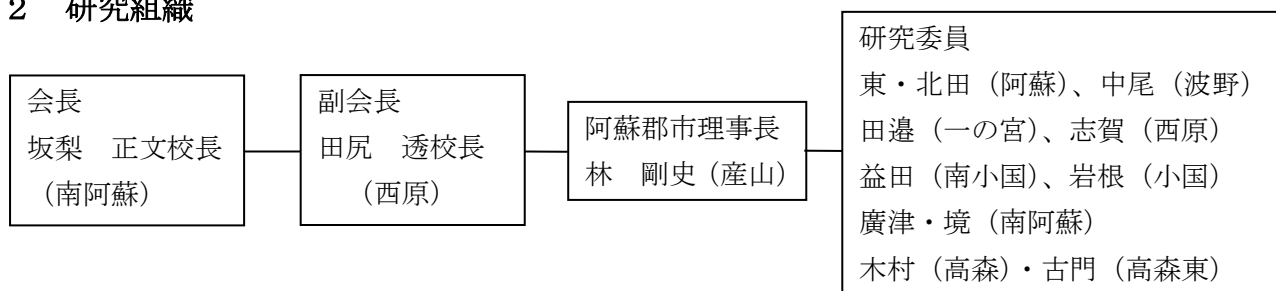 2　研究組織
会長
坂梨　正文校長
（南阿蘇）
副会長
田尻　透校長
（西原）
阿蘇郡市理事長
林　剛史（産山）
研究委員
東・北田（阿蘇）、中尾（波野）
田邉（一の宮）、志賀（西原）
益田（南小国）、岩根（小国）
廣津・境（南阿蘇）
木村（高森）・古門（高森東）